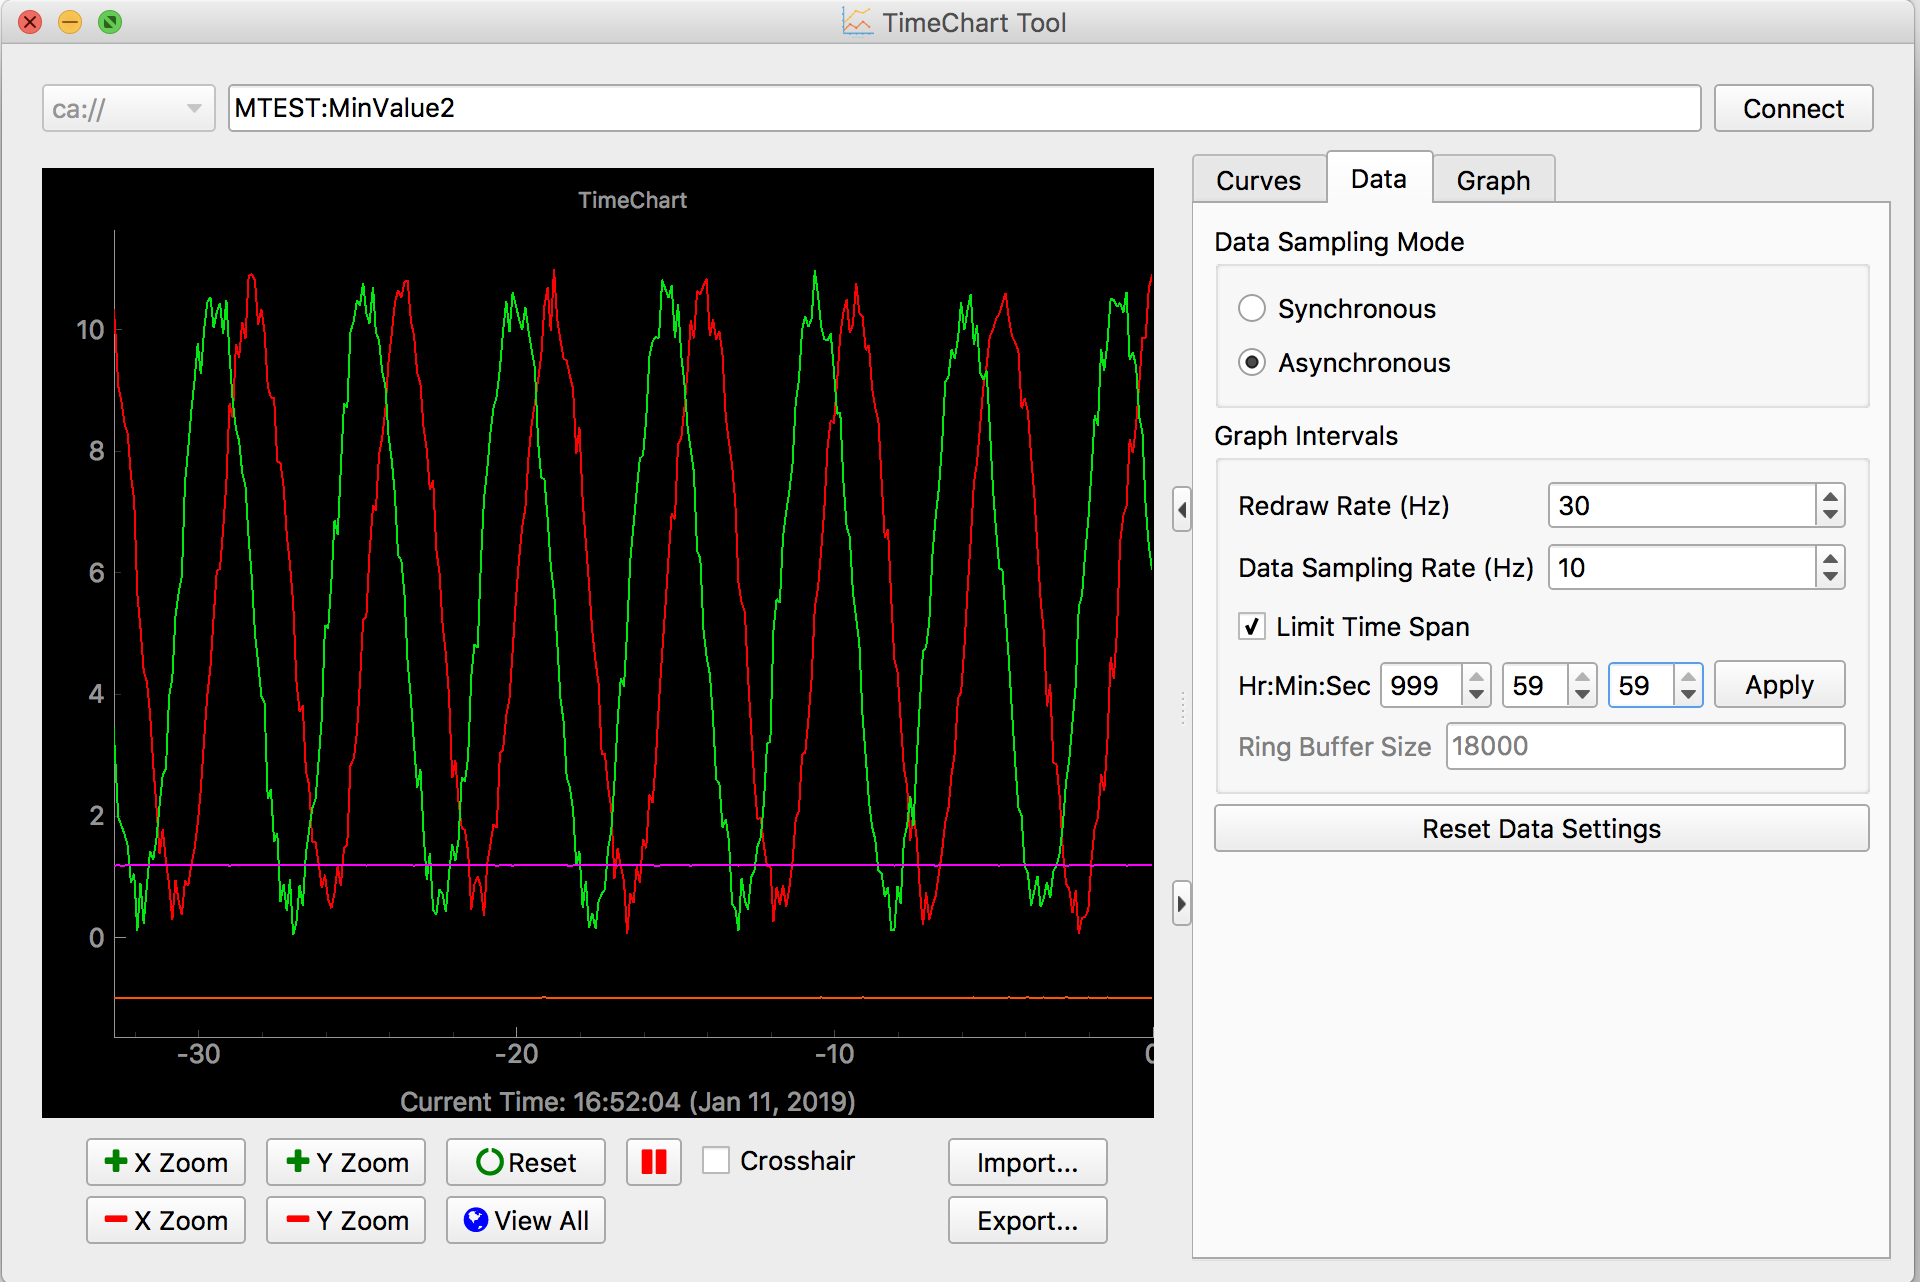 TimeChart Tool
ca://
MTEST:MinValue2
Connect
TimeChart
10
8
6
4
2
0
-30
-20
-10
0
Current Time: 16:52:04 (Jan 11, 2019)
X Zoom
Y Zoom
Reset
Crosshair
Import...
X Zoom
Y Zoom
View All
Export...
Curves
Data
Graph
Data Sampling Mode
Synchronous
Asynchronous
Graph Intervals
Redraw Rate (Hz)
30
Data Sampling Rate (Hz)
10
Limit Time Span
Hr:Min:Sec
999
59
59
Apply
Ring Buffer Size
18000
Reset Data Settings